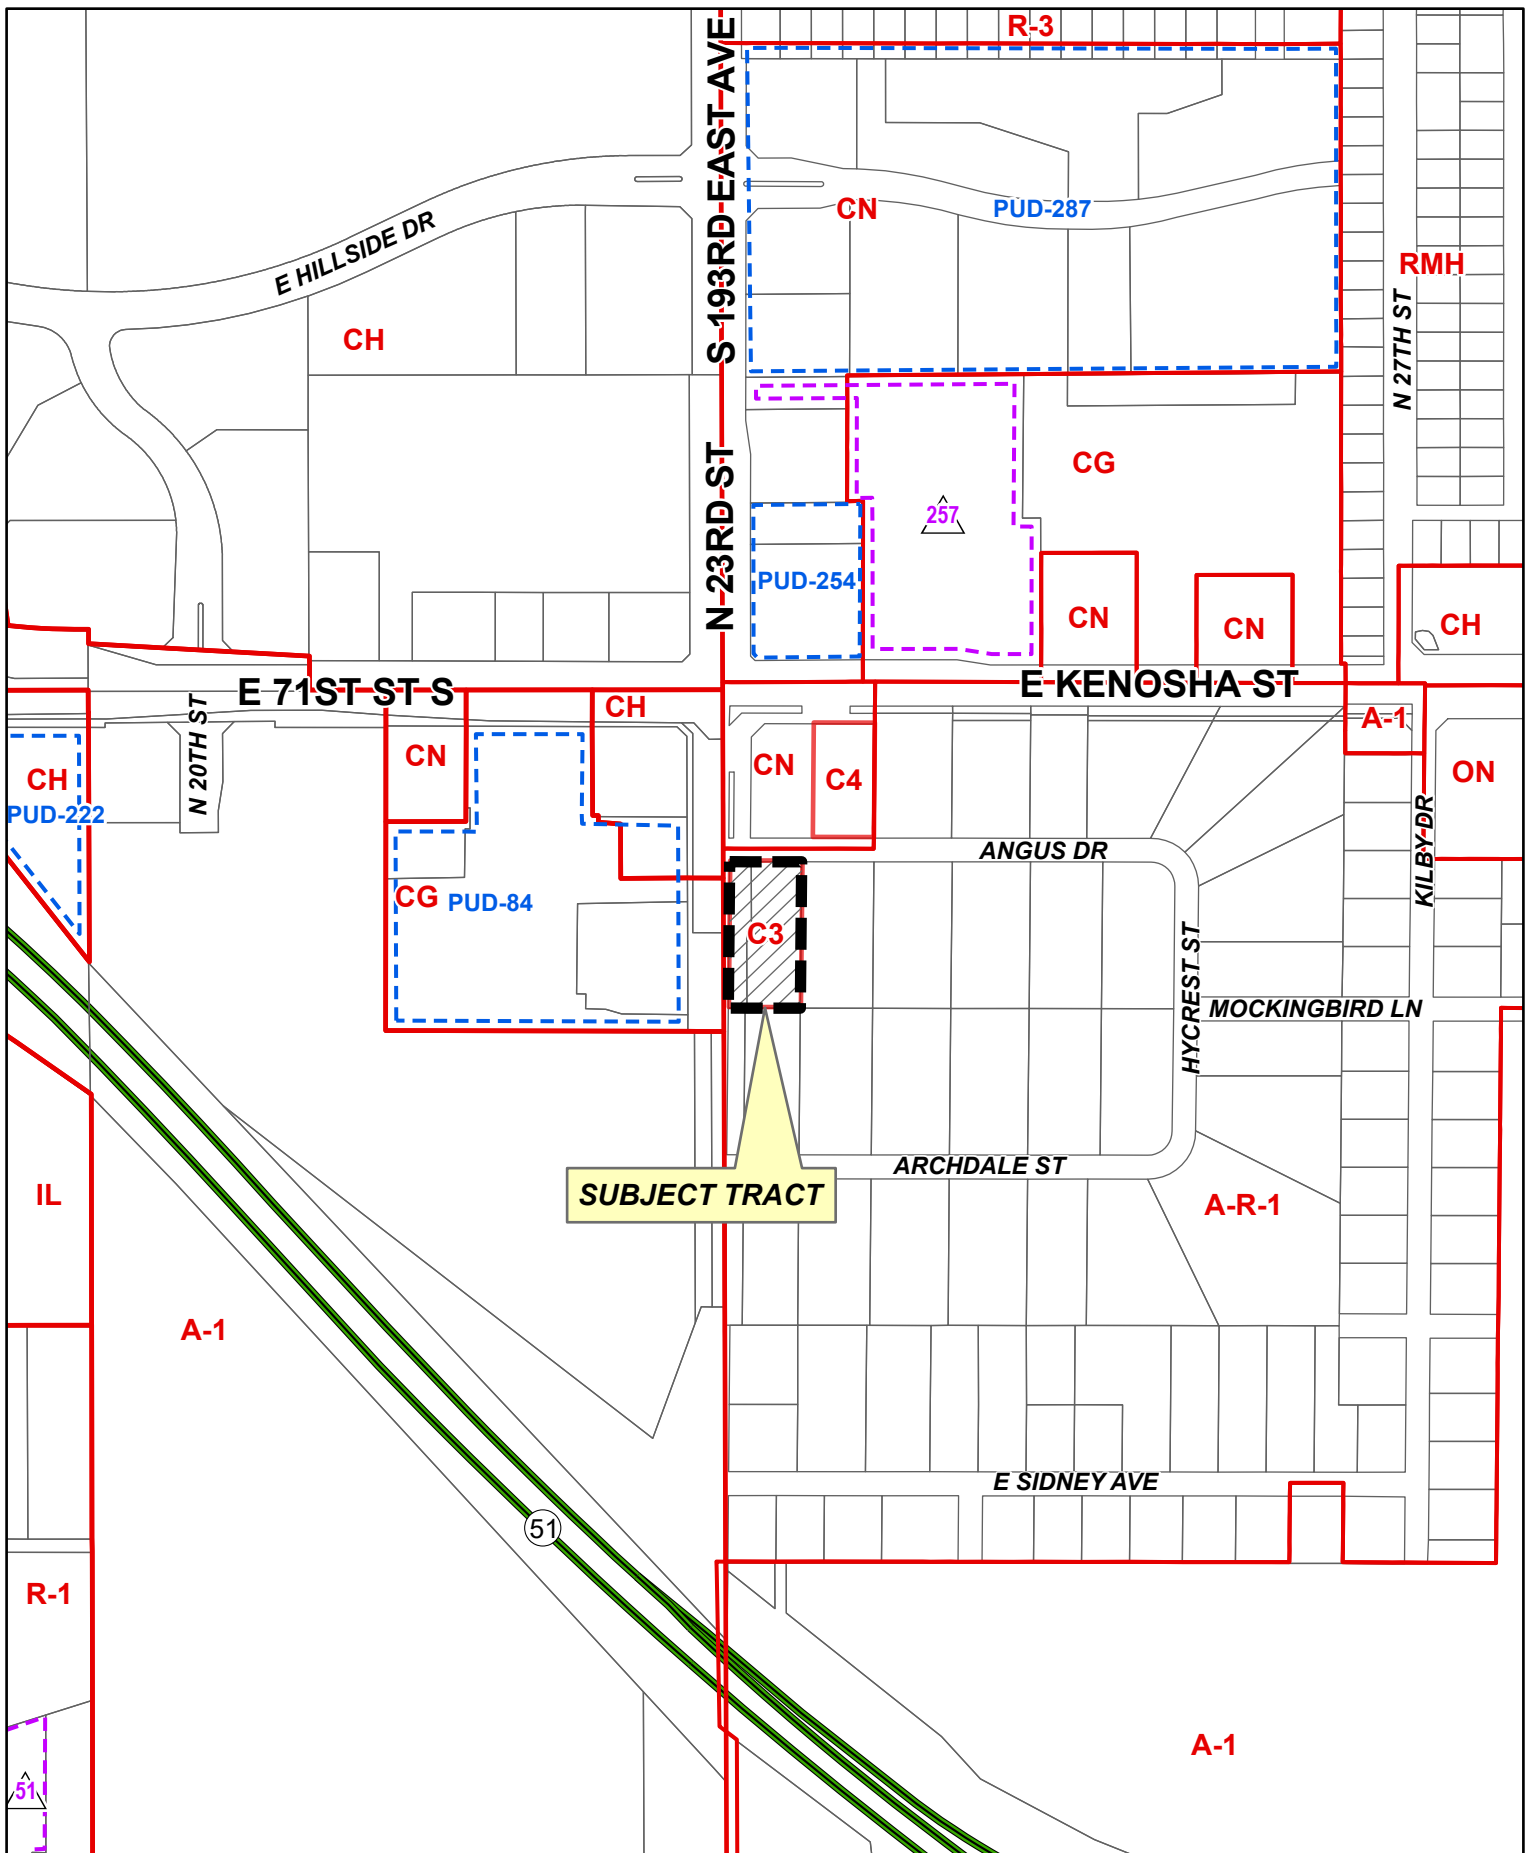 R-3
S 193RD EAST AVE
CN
PUD-287
E HILLSIDE DR
RMH
N 27TH ST
CH
N 23RD ST
CG
257
PUD-254
CN
CN
CH
E 71ST ST S
E KENOSHA ST
N 20TH ST
CH
A-1
CN
CN
C4
CH
ON
PUD-222
KILBY DR
ANGUS DR
CG
PUD-84
C3
HYCREST ST
MOCKINGBIRD LN
ARCHDALE ST
SUBJECT TRACT
IL
A-R-1
A-1
E SIDNEY AVE
51
R-1
A-1
51